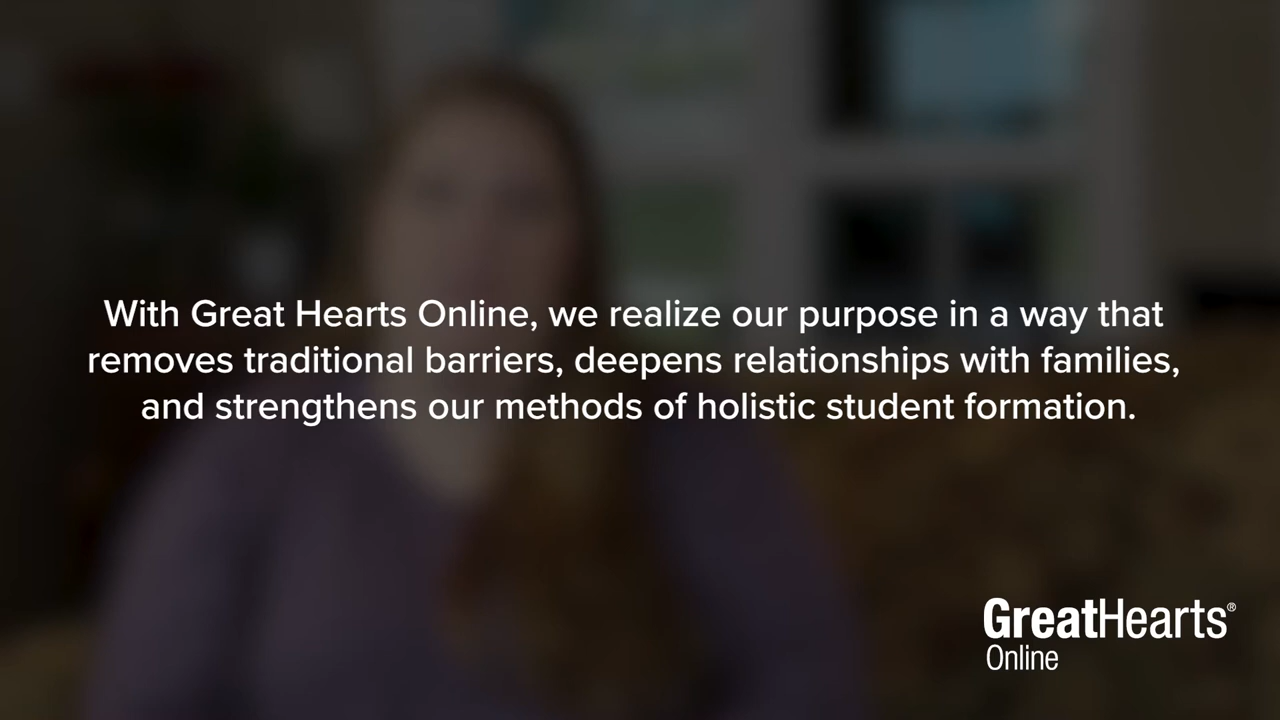 With Great Hearts Online, we realize our purpose in a way that
removes traditional barriers, deepens relationships with families,
and strengthens our methods of holistic student formation.
GreatHearts®
Online